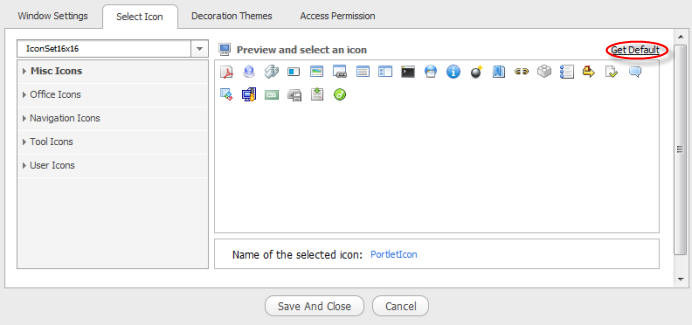 Window Settings Select Icon Decoration Themes Access Permission
IconSet16x16 Preview and select an icon Get Default
Misc Icons
Office Icons
Navigation Icons
Tool Icons
User Icons
Name of the selected icon: PortletIcon
Save And Close Cancel